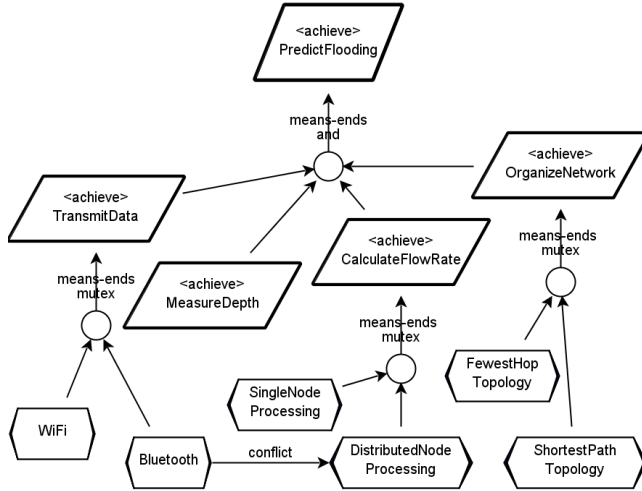 <achieve>
PredictFlooding
means-ends
and
<achieve>
OrganizeNetwork
<achieve>
TransmitData
<achieve>
CalculateFlowRate
<achieve>
MeasureDepth
means-ends
mutex
means-ends
mutex
means-ends
mutex
FewestHop
Topology
SingleNode
Processing
WiFi
Bluetooth
conflict
DistributedNode
Processing
ShortestPath
Topology